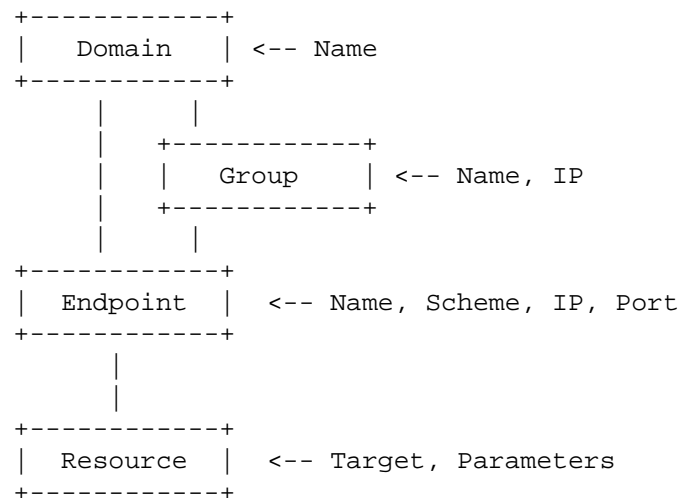 Domain <-- Name
Group <-- Name, IP
Endpoint <-- Name, Scheme, IP, Port
Resource <-- Target, Parameters